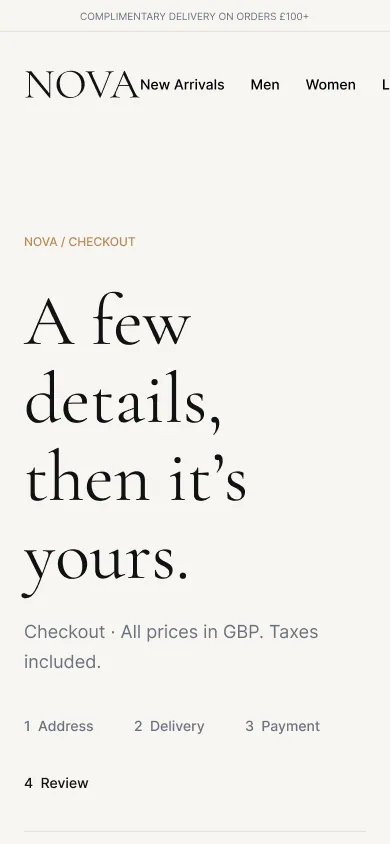 COMPLIMENTARY DELIVERY ON ORDERS £100+
NOVA New Arrivals Men Women L
NOVA / CHECKOUT
A few
details,
then it’s
yours.
Checkout · All prices in GBP. Taxes
included.
1 Address 2 Delivery 3 Payment
4 Review